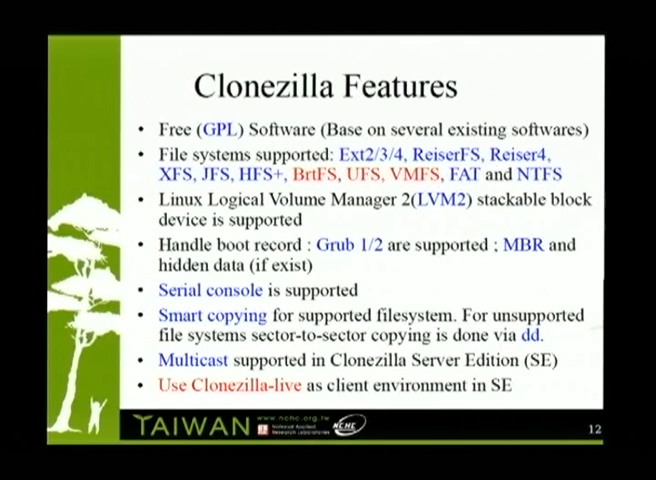 Clonezilla Features
• Free (GPL) Software (Base on several existing softwares)
• File systems supported: Ext2/3/4, ReiserFS, Reiser4,
XFS, JFS, HFS+, BrtFS, UFS, VMFS, FAT and NTFS
• Linux Logical Volume Manager 2(LVM2) stackable block
device is supported
• Handle boot record : Grub 1/2 are supported ; MBR and
hidden data (if exist)
• Serial console is supported
• Smart copying for supported filesystem. For unsupported
file systems sector-to-sector copying is done via dd.
• Multicast supported in Clonezilla Server Edition (SE)
• Use Clonezilla-live as client environment in SE
TAIWAN
www.nchc.org.tw
National Applied
Research Laboratories
NCHC
12